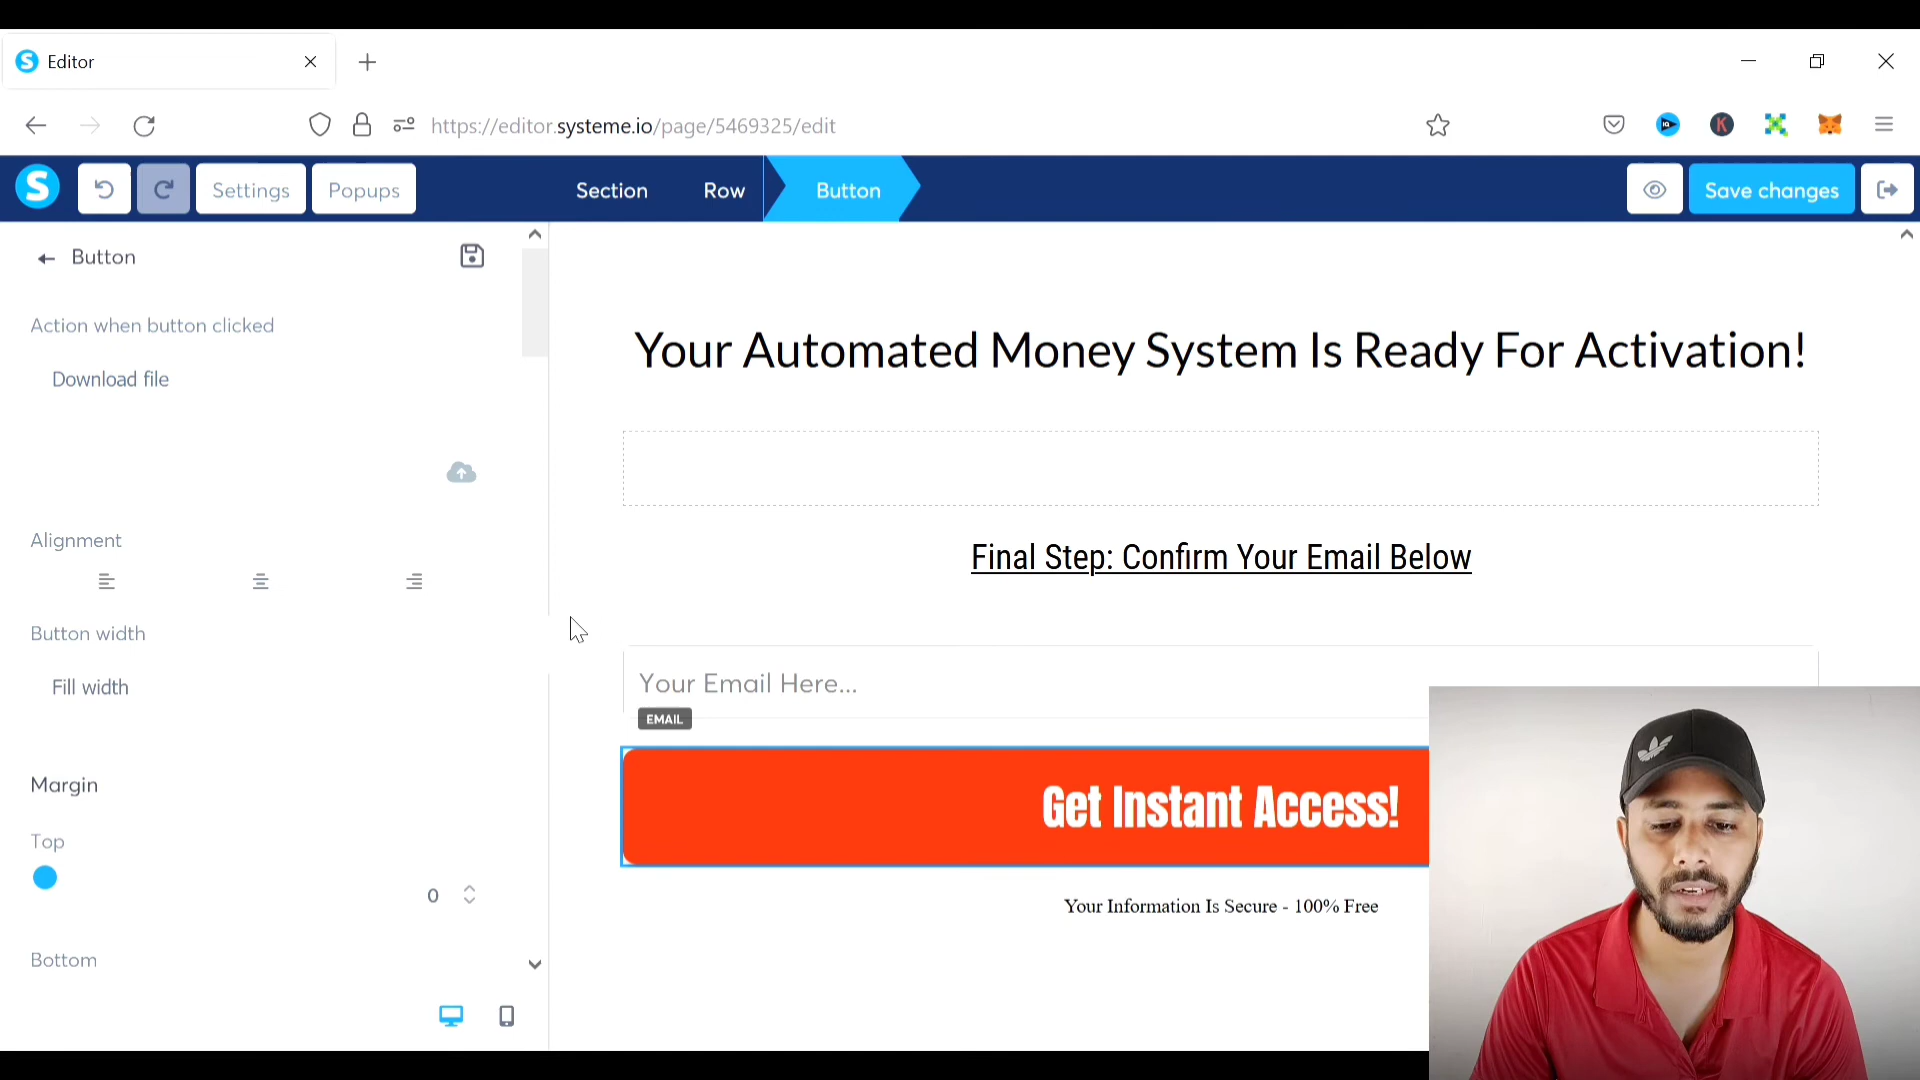 Editor
https://editor.systeme.io/page/5469325/edit
IQ
K
S
Settings
Popups
Section
Row
Button
Save changes
Button
Action when button clicked
Download file
Alignment
Button width
Fill width
Margin
Top
0
Bottom
Your Automated Money System Is Ready For Activation!
Final Step: Confirm Your Email Below
Your Email Here...
EMAIL
Get Instant Access!
Your Information Is Secure - 100% Free